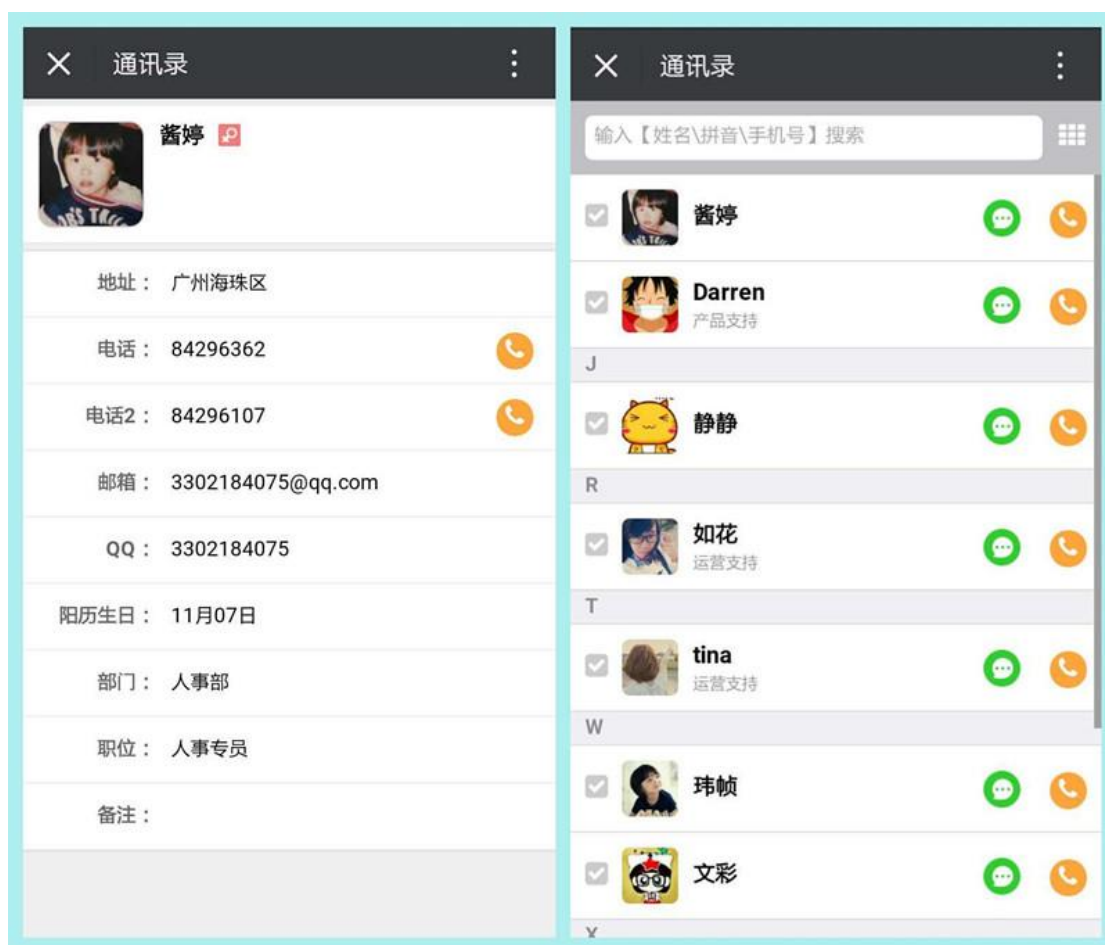 通讯录
酱婷
地址： 广州海珠区
电话： 84296362
电话2： 84296107
邮箱： 3302184075@qq.com
QQ： 3302184075
阳历生日： 11月07日
部门： 人事部
职位： 人事专员
备注：
通讯录
输入【姓名\拼音\手机号】搜索
酱婷
Darren
产品支持
J
静静
R
如花
运营支持
T
tina
运营支持
W
玮帧
文彩
X